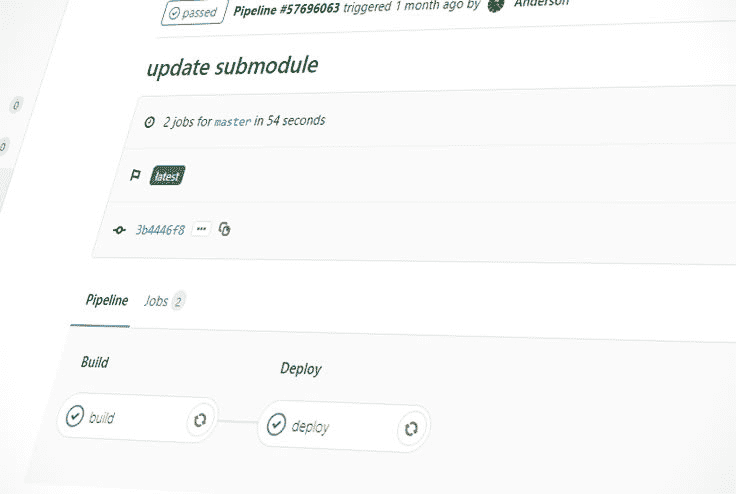 passed Pipeline #57696063 triggered 1 month ago by Anderson
update submodule
0
2 jobs for master in 54 seconds
0
latest
3b4446f8
Pipeline Jobs 2
Build Deploy
build deploy